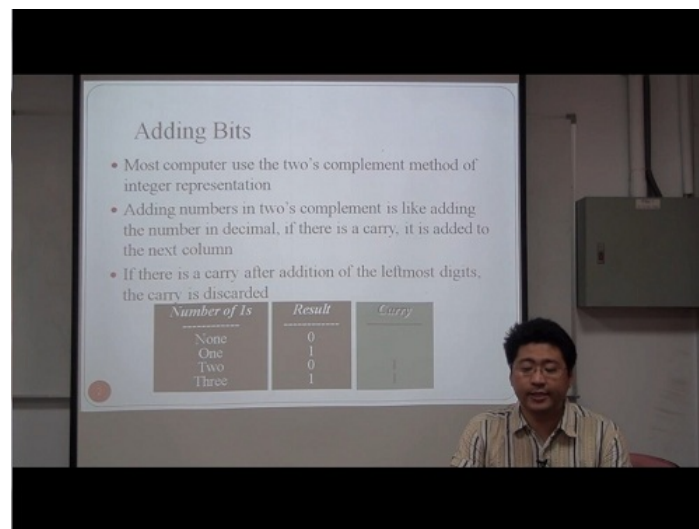 Adding Bits
• Most computer use the two's complement method of
integer representation
• Adding numbers in two's complement is like adding
the number in decimal, if there is a carry, it is added to
the next column
• If there is a carry after addition of the leftmost digits,
the carry is discarded
Number of 1s Result Carry
------------ ------------ ------------
None 0
One 1
Two 0 1
Three 1 1